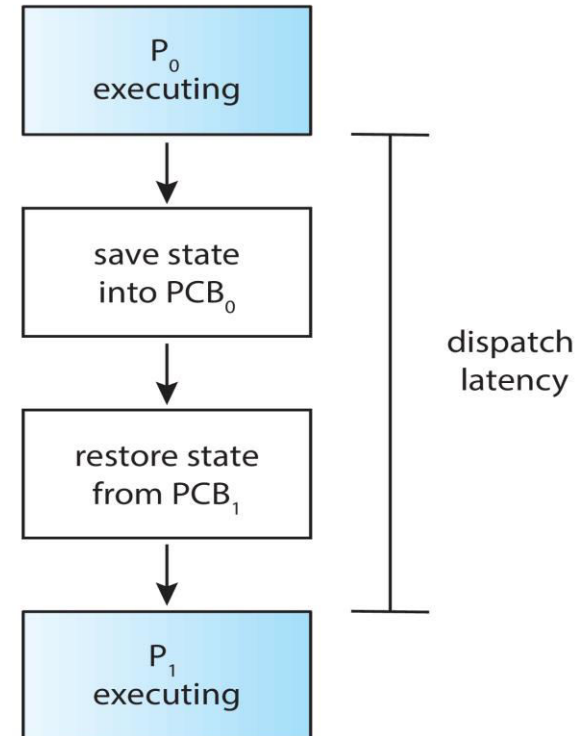 P₀
executing
save state
into PCB₀
dispatch
latency
restore state
from PCB₁
P₁
executing